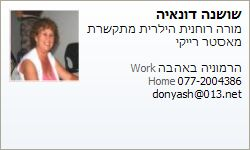 שושנה דונאיה
מורה רוחנית הילרית מתקשרת
מאסטר רייקי
הרמוניה באהבה Work
077-2004386 Home
donyash@013.net